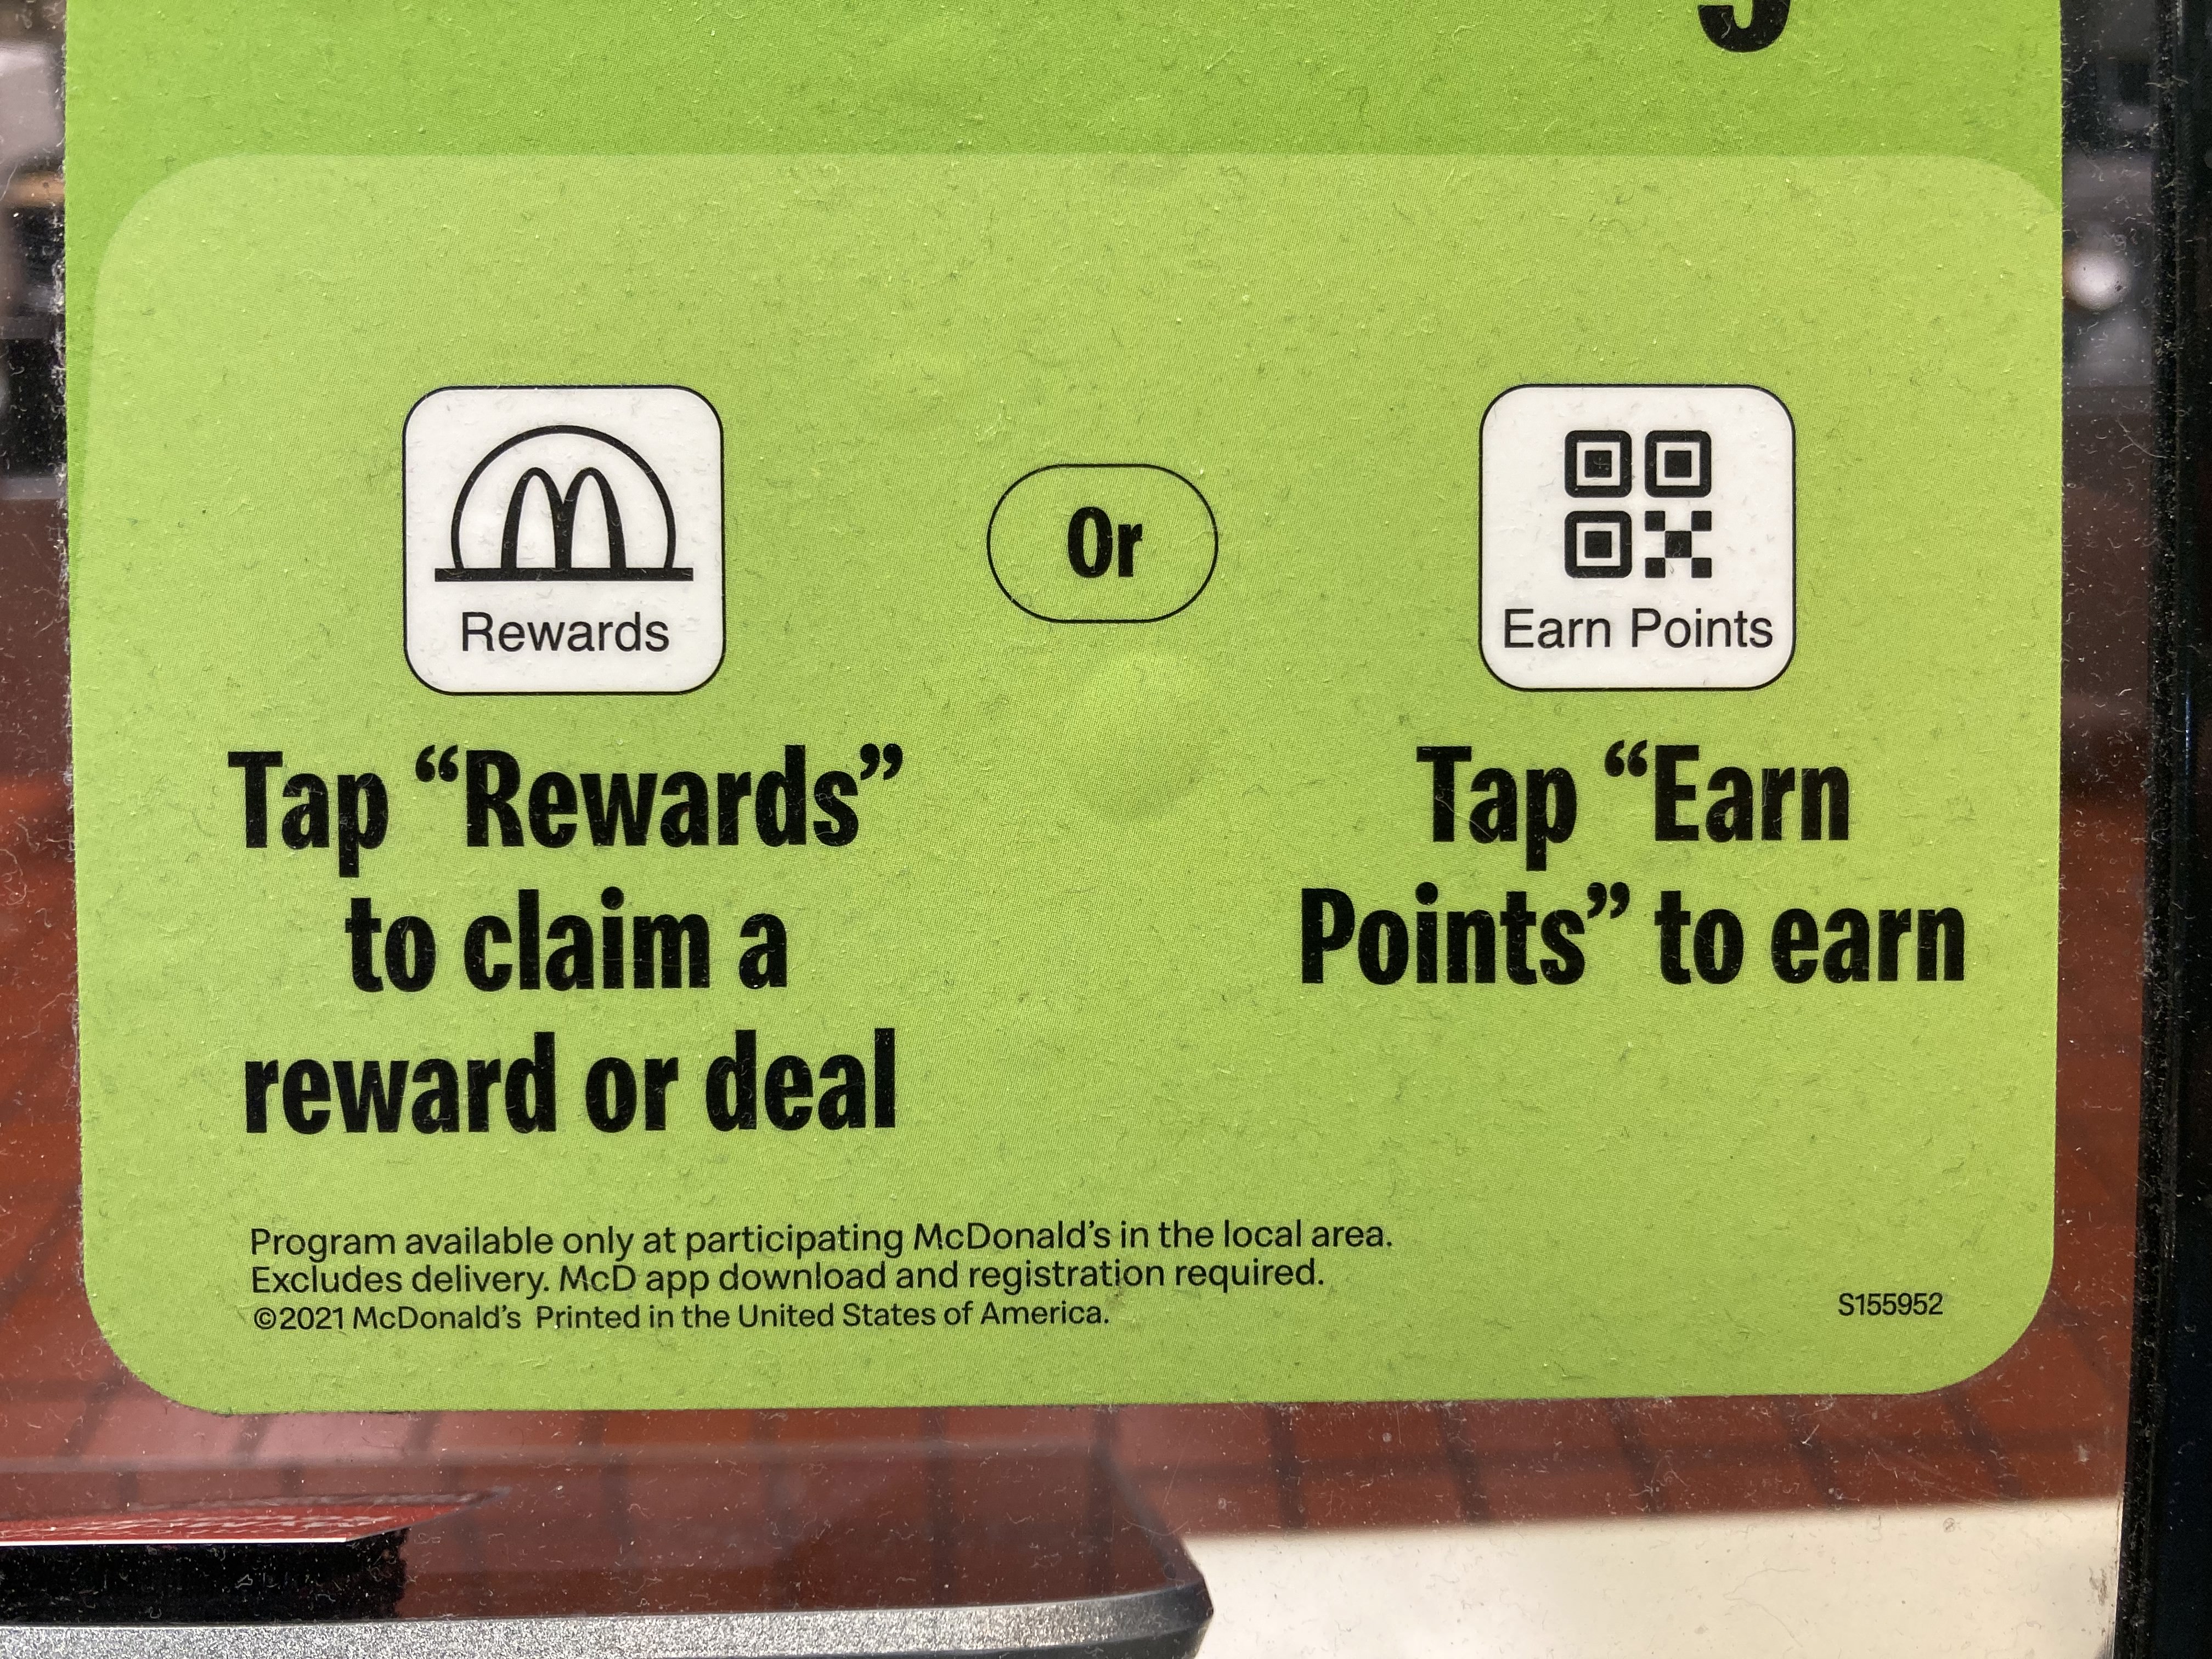 Rewards
Or
Earn Points
Tap “Rewards”
to claim a
reward or deal
Tap “Earn
Points” to earn
Program available only at participating McDonald’s in the local area.
Excludes delivery. McD app download and registration required.
©2021 McDonald’s Printed in the United States of America.
S155952